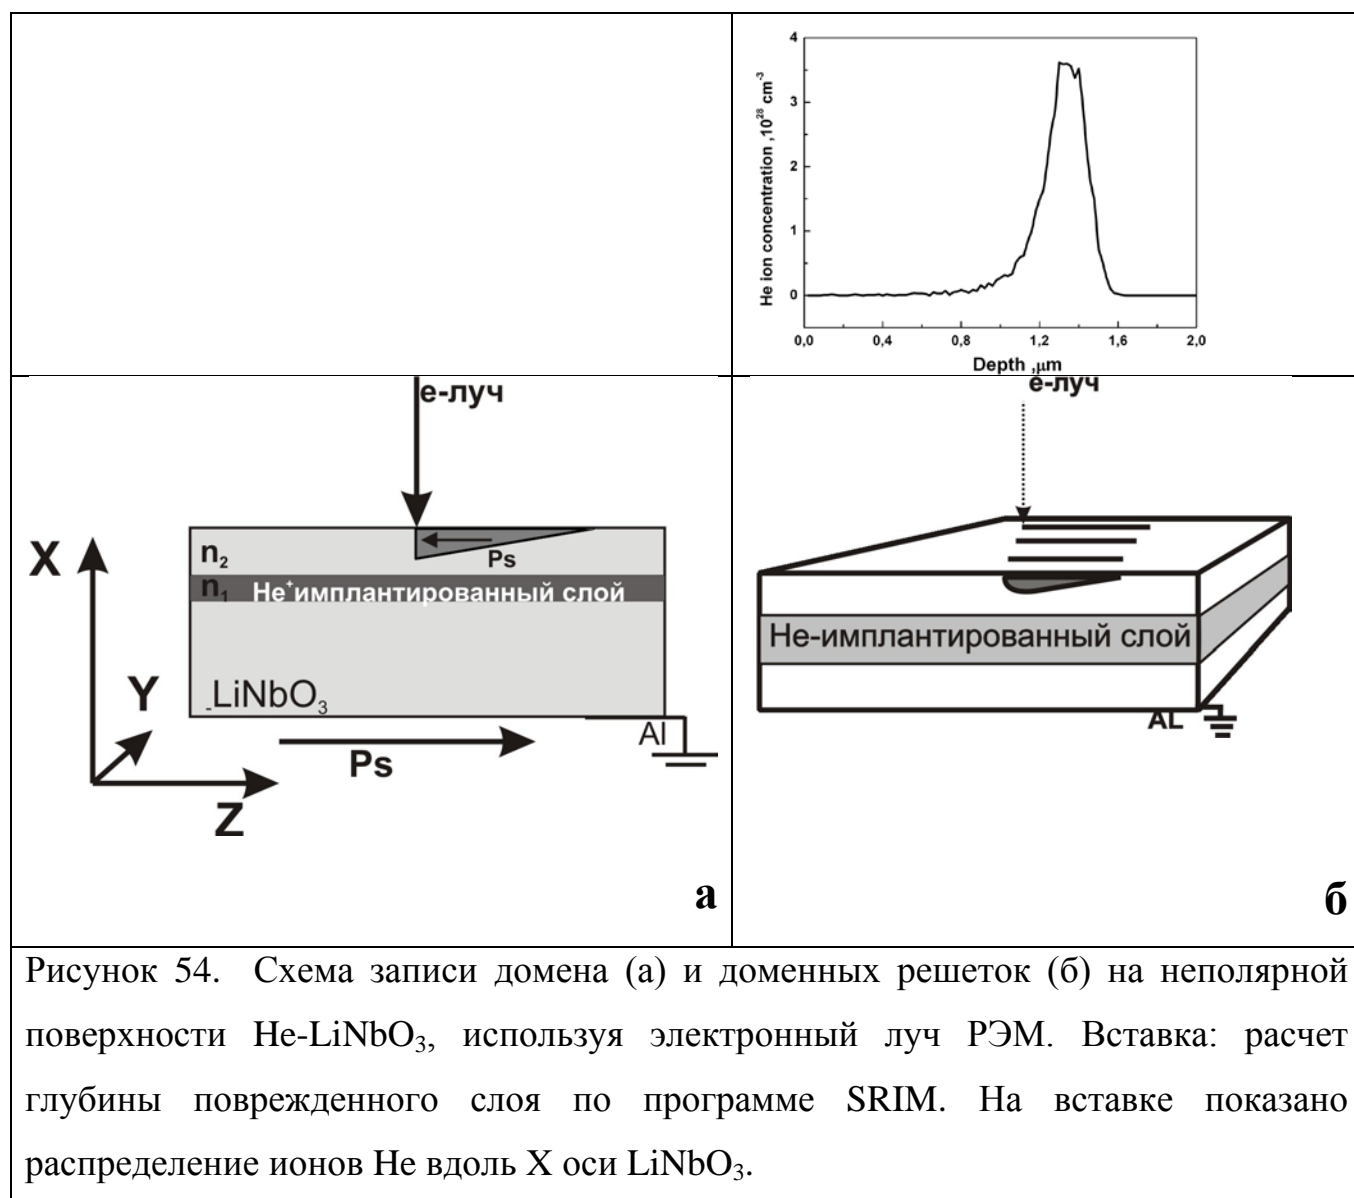 4
3
2
1
0
He ion concentration ,10²⁸ cm⁻³
0,0 0,4 0,8 1,2 1,6 2,0
Depth ,μm
е-луч
X
n₂
Ps
n₁ He⁺имплантированный слой
Y
-LiNbO₃
Al
Ps
Z
а
е-луч
Не-имплантированный слой
AL
б
Рисунок 54. Схема записи домена (а) и доменных решеток (б) на неполярной
поверхности He-LiNbO₃, используя электронный луч РЭМ. Вставка: расчет
глубины поврежденного слоя по программе SRIM. На вставке показано
распределение ионов He вдоль X оси LiNbO₃.